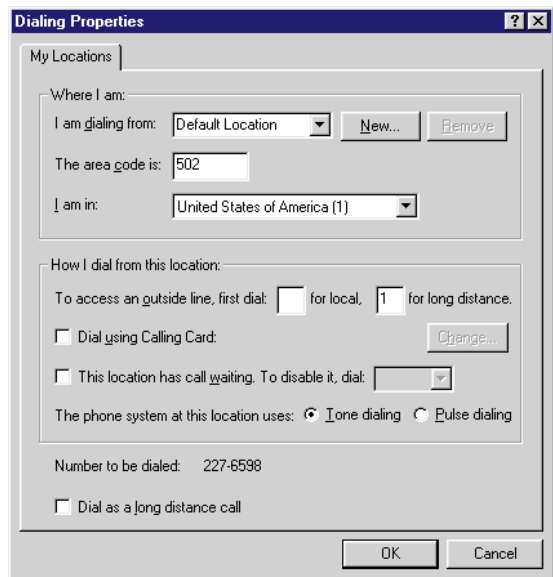 Dialing Properties
My Locations
Where I am:
I am dialing from: Default Location New... Remove
The area code is: 502
I am in: United States of America (1)
How I dial from this location:
To access an outside line, first dial: for local, 1 for long distance.
Dial using Calling Card: Change...
This location has call waiting. To disable it, dial:
The phone system at this location uses: Tone dialing Pulse dialing
Number to be dialed: 227-6598
Dial as a long distance call
OK Cancel